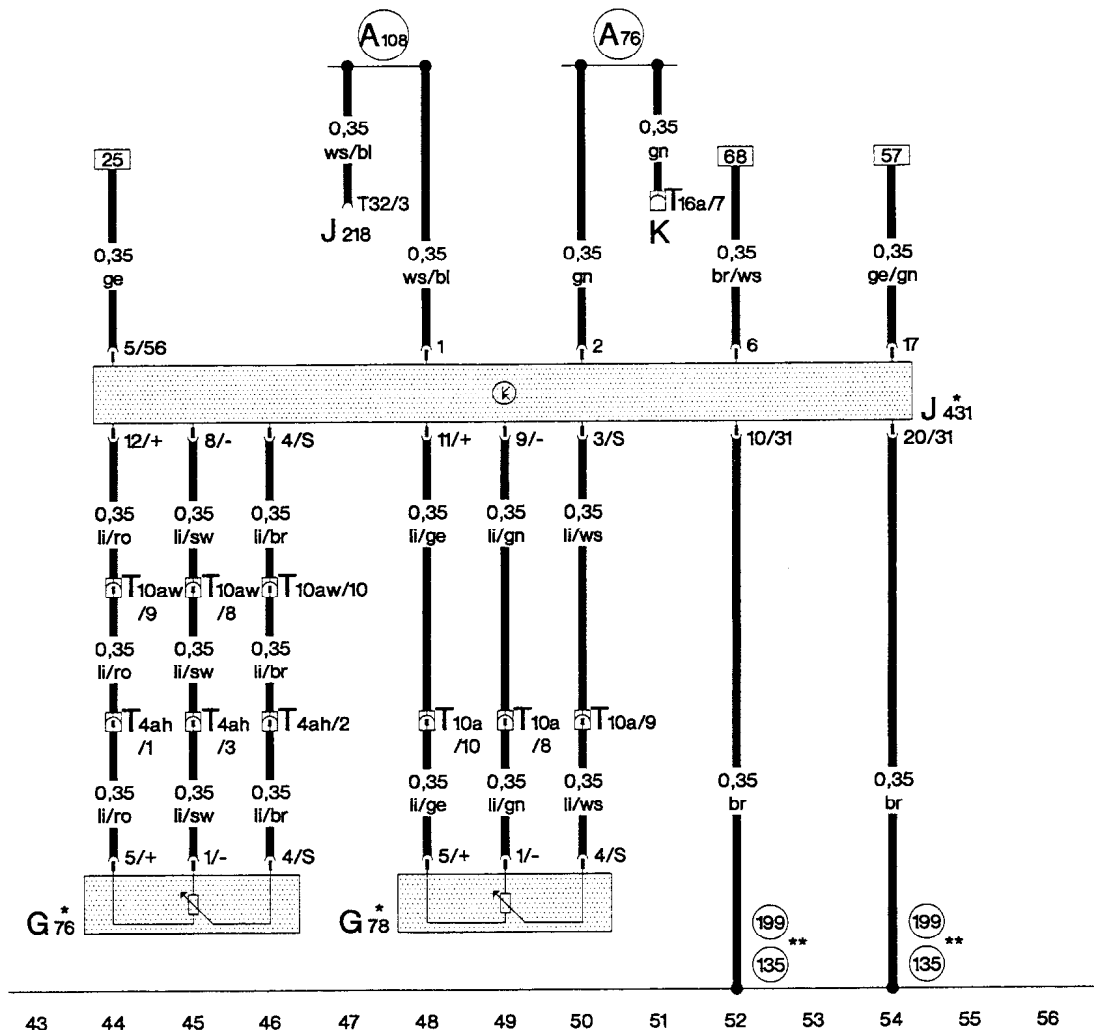 A108 A76
0,35 0,35
ws/bl gn
25 68 57
T32/3 T16a/7
J218 K
0,35 0,35 0,35 0,35 0,35
ge ws/bl gn br/ws ge/gn
5/56 1 2 6 17
k
J431*
12/+ 8/- 4/S 11/+ 9/- 3/S 10/31 20/31
0,35 0,35 0,35 0,35 0,35 0,35
li/ro li/sw li/br li/ge li/gn li/ws
T10aw/9 T10aw/8 T10aw/10
0,35 0,35 0,35
li/ro li/sw li/br
T4ah/1 T4ah/3 T4ah/2 T10a/10 T10a/8 T10a/9
0,35 0,35 0,35 0,35 0,35 0,35 0,35 0,35
li/ro li/sw li/br li/ge li/gn li/ws br br
5/+ 1/- 4/S 5/+ 1/- 4/S
G76* G78*
199 199
** **
135 135
43 44 45 46 47 48 49 50 51 52 53 54 55 56